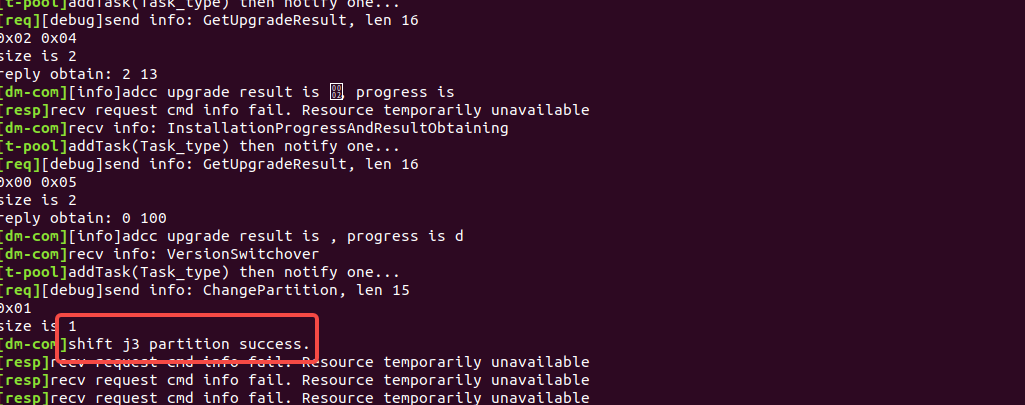 [t-pool]addTask(Task_type) then notify one...
[req][debug]send info: GetUpgradeResult, len 16
0x02 0x04
size is 2
reply obtain: 2 13
[dm-com][info]adcc upgrade result is , progress is
[resp]recv request cmd info fail. Resource temporarily unavailable
[dm-com]recv info: InstallationProgressAndResultObtaining
[t-pool]addTask(Task_type) then notify one...
[req][debug]send info: GetUpgradeResult, len 16
0x00 0x05
size is 2
reply obtain: 0 100
[dm-com][info]adcc upgrade result is , progress is d
[dm-com]recv info: VersionSwitchover
[t-pool]addTask(Task_type) then notify one...
[req][debug]send info: ChangePartition, len 15
0x01
size is 1
[dm-com]shift j3 partition success.
[resp]recv request cmd info fail. Resource temporarily unavailable
[resp]recv request cmd info fail. Resource temporarily unavailable
[resp]recv request cmd info fail. Resource temporarily unavailable